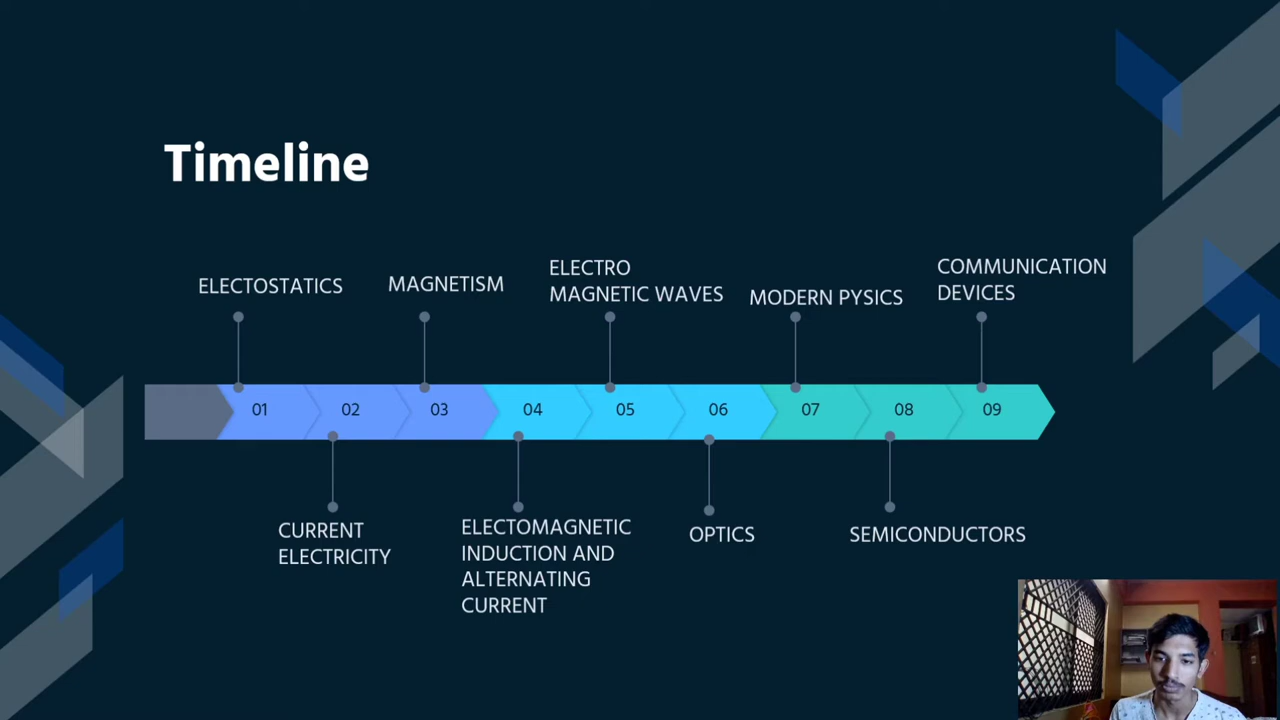 Timeline
ELECTOSTATICS
MAGNETISM
ELECTRO
MAGNETIC WAVES
MODERN PYSICS
COMMUNICATION
DEVICES
01
02
03
04
05
06
07
08
09
CURRENT
ELECTRICITY
ELECTOMAGNETIC
INDUCTION AND
ALTERNATING
CURRENT
OPTICS
SEMICONDUCTORS